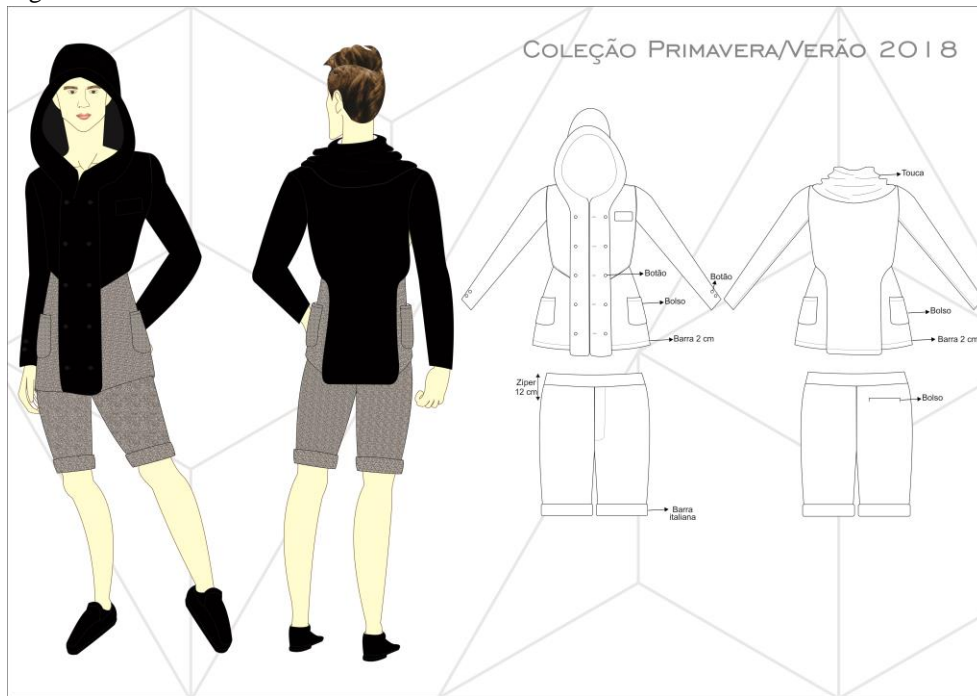 COLEÇÃO PRIMAVERA/VERÃO 2018
Touca
Botão
Botão
Bolso
Barra 2 cm
Bolso
Barra 2 cm
Zíper
12 cm
Barra
italiana
Bolso